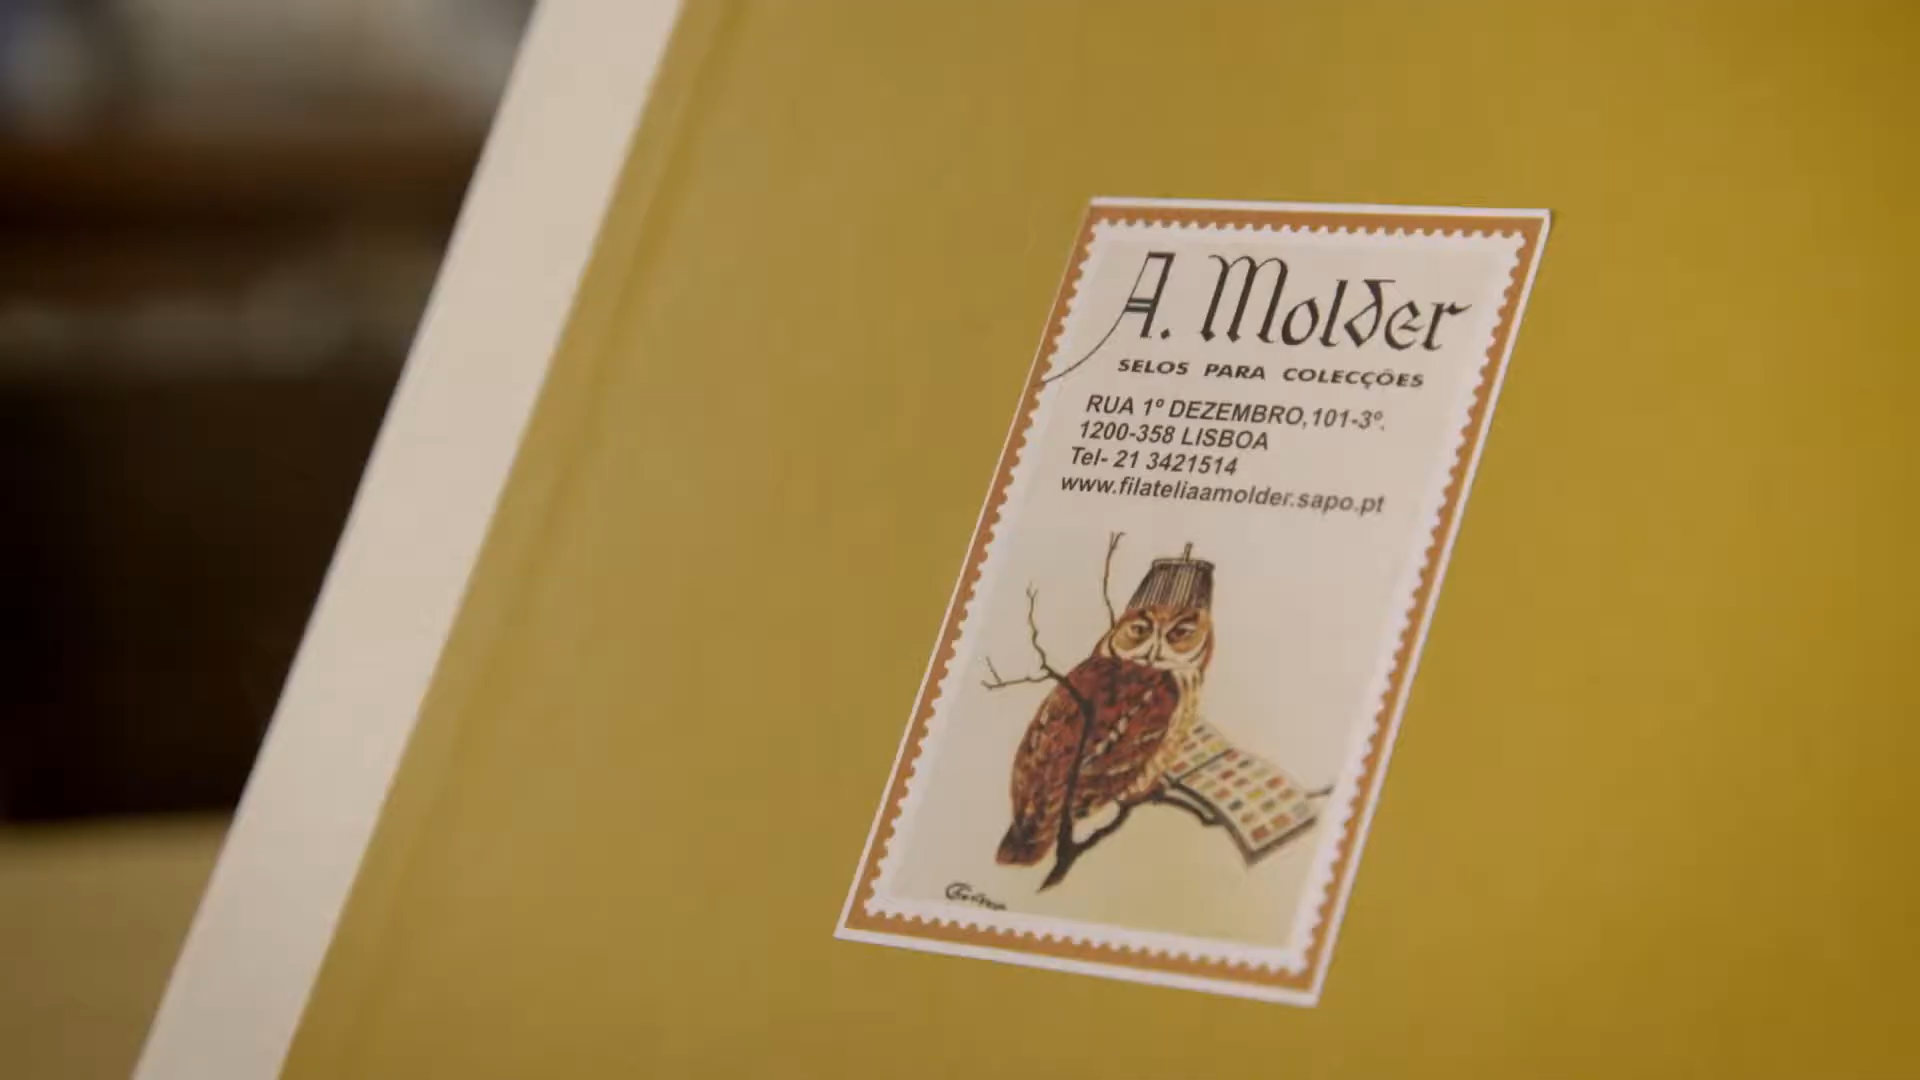 A. Molder
SELOS PARA COLECÇÕES
RUA 1º DEZEMBRO,101-3º.
1200-358 LISBOA
Tel- 21 3421514
www.filateliaamolder.sapo.pt